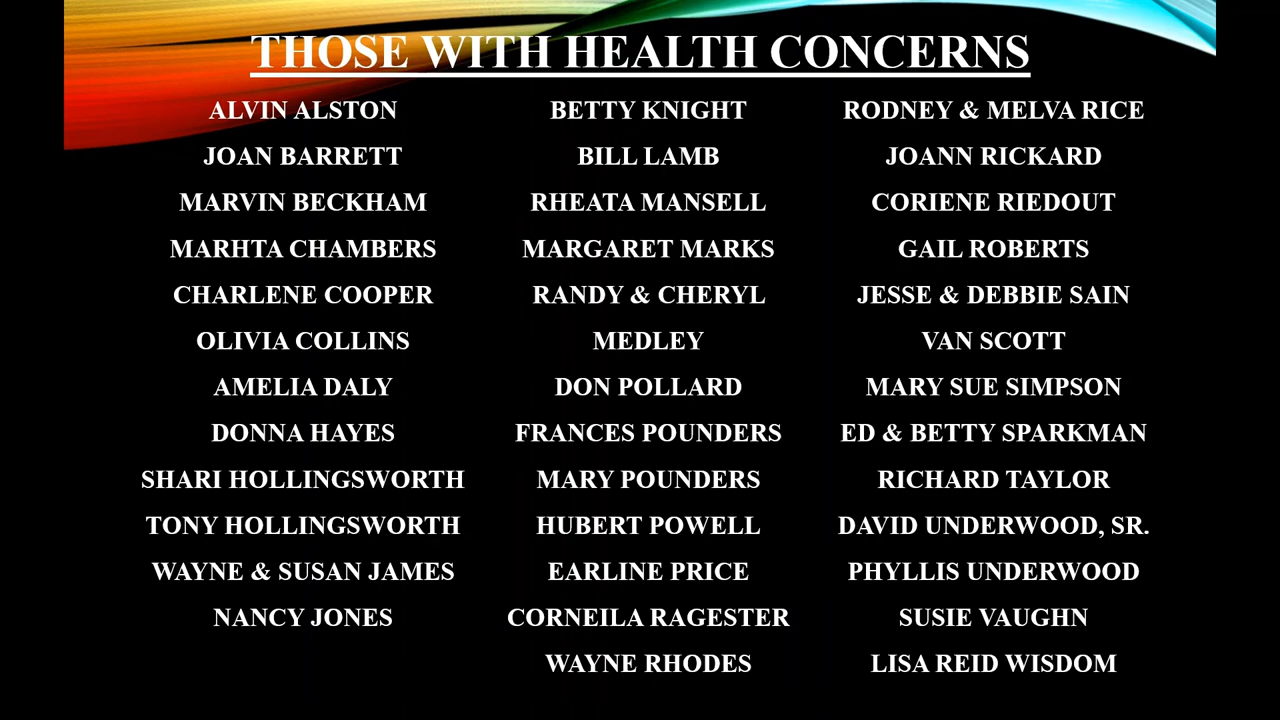 THOSE WITH HEALTH CONCERNS
ALVIN ALSTON
JOAN BARRETT
MARVIN BECKHAM
MARHTA CHAMBERS
CHARLENE COOPER
OLIVIA COLLINS
AMELIA DALY
DONNA HAYES
SHARI HOLLINGSWORTH
TONY HOLLINGSWORTH
WAYNE & SUSAN JAMES
NANCY JONES
BETTY KNIGHT
BILL LAMB
RHEATA MANSELL
MARGARET MARKS
RANDY & CHERYL
MEDLEY
DON POLLARD
FRANCES POUNDERS
MARY POUNDERS
HUBERT POWELL
EARLINE PRICE
CORNEILA RAGESTER
WAYNE RHODES
RODNEY & MELVA RICE
JOANN RICKARD
CORIENE RIEDOUT
GAIL ROBERTS
JESSE & DEBBIE SAIN
VAN SCOTT
MARY SUE SIMPSON
ED & BETTY SPARKMAN
RICHARD TAYLOR
DAVID UNDERWOOD, SR.
PHYLLIS UNDERWOOD
SUSIE VAUGHN
LISA REID WISDOM